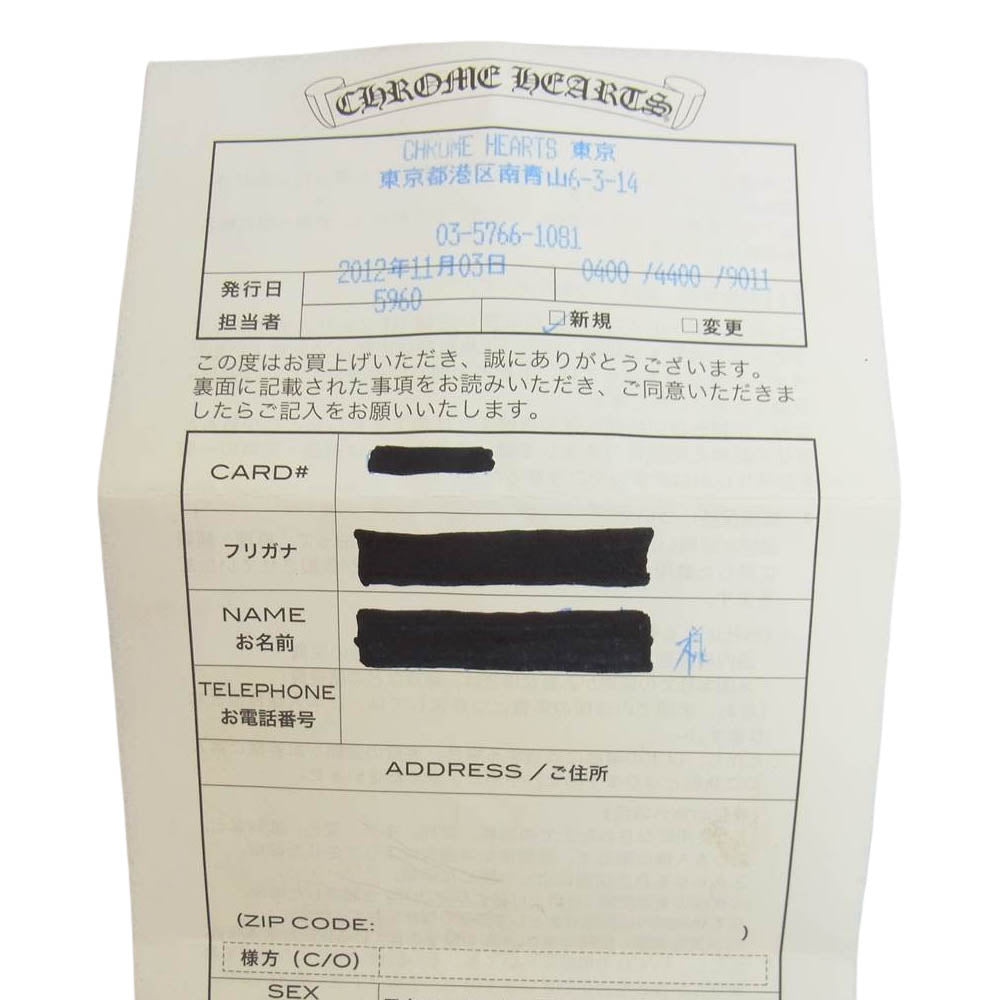 CHROME HEARTS
CHROME HEARTS 東京
東京都港区南青山6-3-14
03-5766-1081
発行日 2012年11月03日 0400 /4400 /9011
担当者 5960 □新規 □変更
この度はお買上げいただき、誠にありがとうございます。
裏面に記載された事項をお読みいただき、ご同意いただきま
したらご記入をお願いいたします。
CARD#
フリガナ
NAME
お名前 様
TELEPHONE
お電話番号
ADDRESS /ご住所
(ZIP CODE: )
様方 (C/O)
SEX